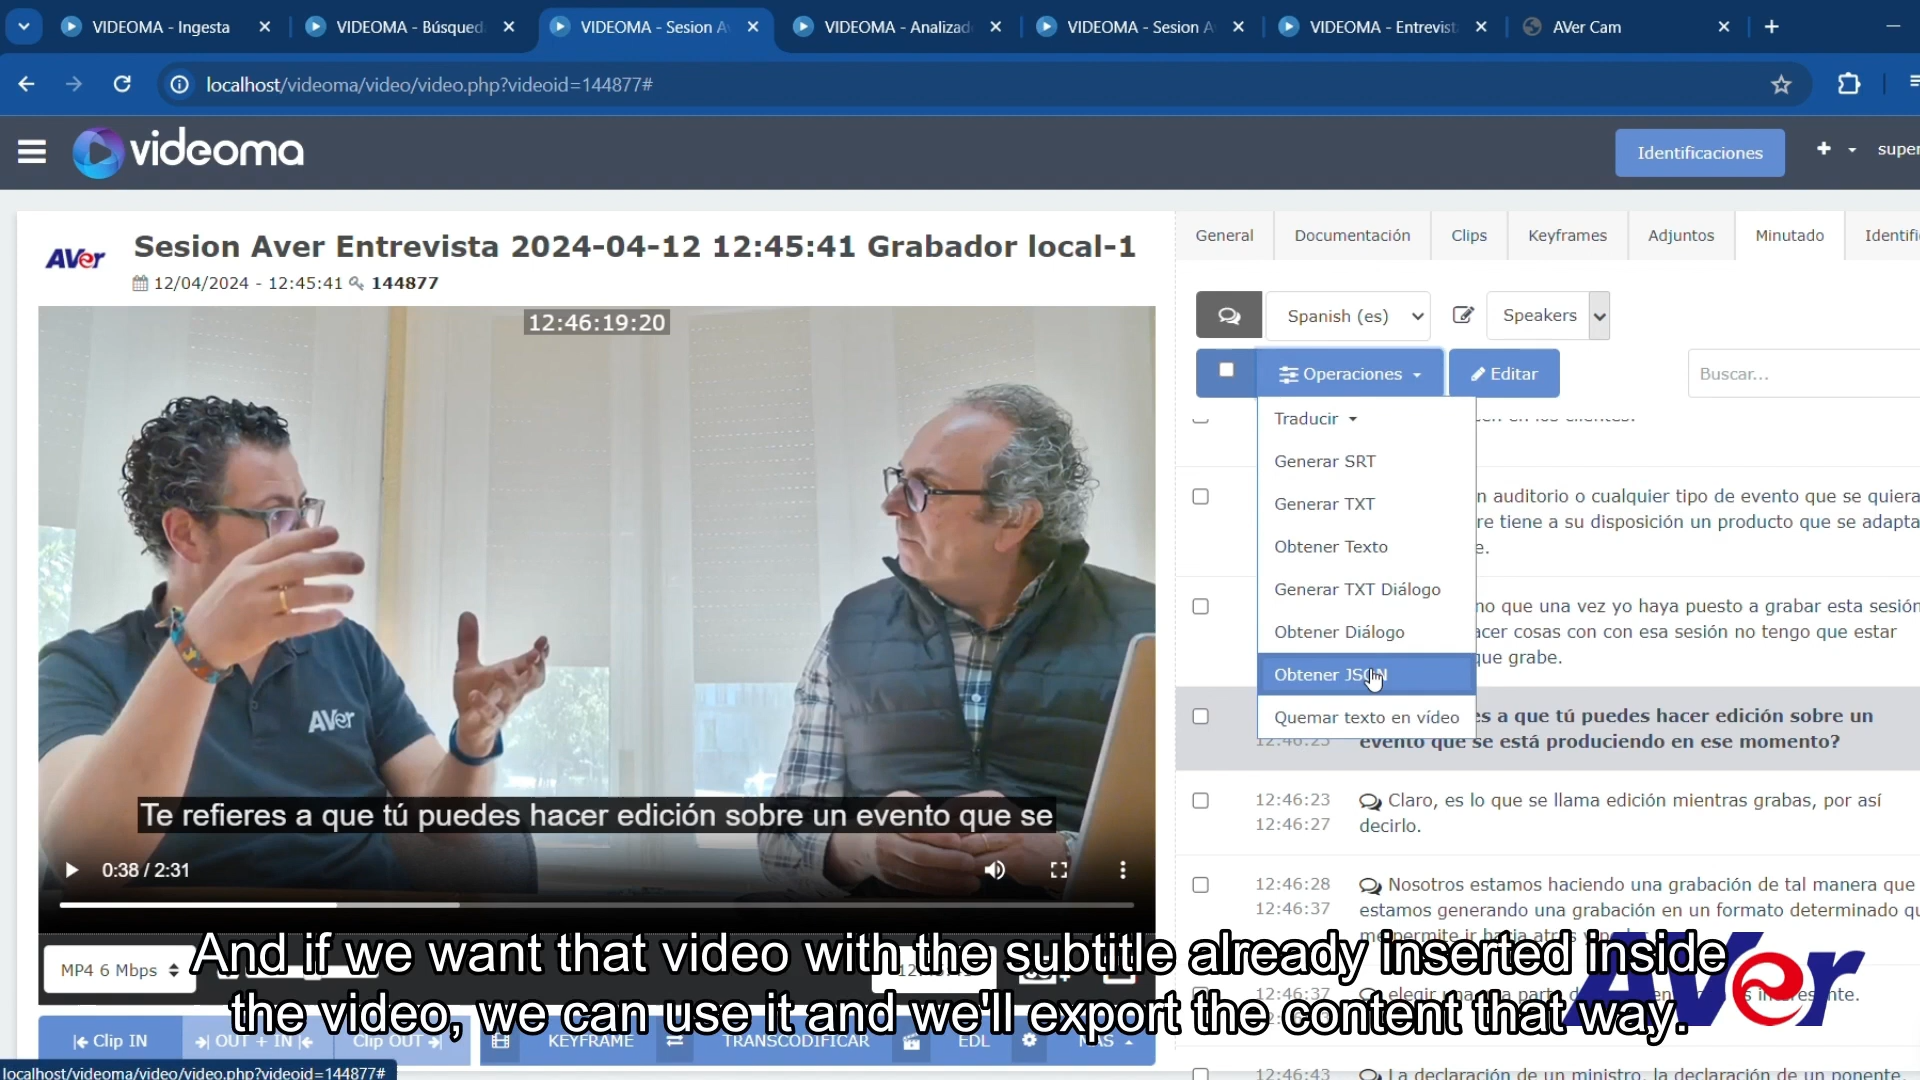 VIDEOMA - Ingesta
VIDEOMA - Búsqued
VIDEOMA - Sesion A
VIDEOMA - Analizad
VIDEOMA - Sesion A
VIDEOMA - Entrevist
AVer Cam
localhost/videoma/video/video.php?videoid=144877#
videoma
Identificaciones
super
AVer
Sesion Aver Entrevista 2024-04-12 12:45:41 Grabador local-1
12/04/2024 - 12:45:41 144877
General
Documentación
Clips
Keyframes
Adjuntos
Minutado
Identifi
Spanish (es)
Speakers
Operaciones
Editar
Buscar...
Traducir
Generar SRT
Generar TXT
Obtener Texto
Generar TXT Diálogo
Obtener Diálogo
Obtener JSON
Quemar texto en vídeo
n auditorio o cualquier tipo de evento que se quiera
re tiene a su disposición un producto que se adapta
e.
no que una vez yo haya puesto a grabar esta sesión
acer cosas con con esa sesión no tengo que estar
que grabe.
es a que tú puedes hacer edición sobre un
evento que se está produciendo en ese momento?
12:46:23
12:46:27
Claro, es lo que se llama edición mientras grabas, por así
decirlo.
12:46:28
12:46:37
Nosotros estamos haciendo una grabación de tal manera que
estamos generando una grabación en un formato determinado qu
12:46:37
elegir una
12:46:43
La declaración de un ministro, la declaración de un ponente,
12:46:19:20
AVer
Te refieres a que tú puedes hacer edición sobre un evento que se
0:38 / 2:31
MP4 6 Mbps
And if we want that video with the subtitle already inserted inside
the video, we can use it and we'll export the content that way.
AVer
Clip IN
OUT + IN
Clip OUT
KEYFRAME
TRANSCODIFICAR
EDL
MÁS
localhost/videoma/video/video.php?videoid=144877#